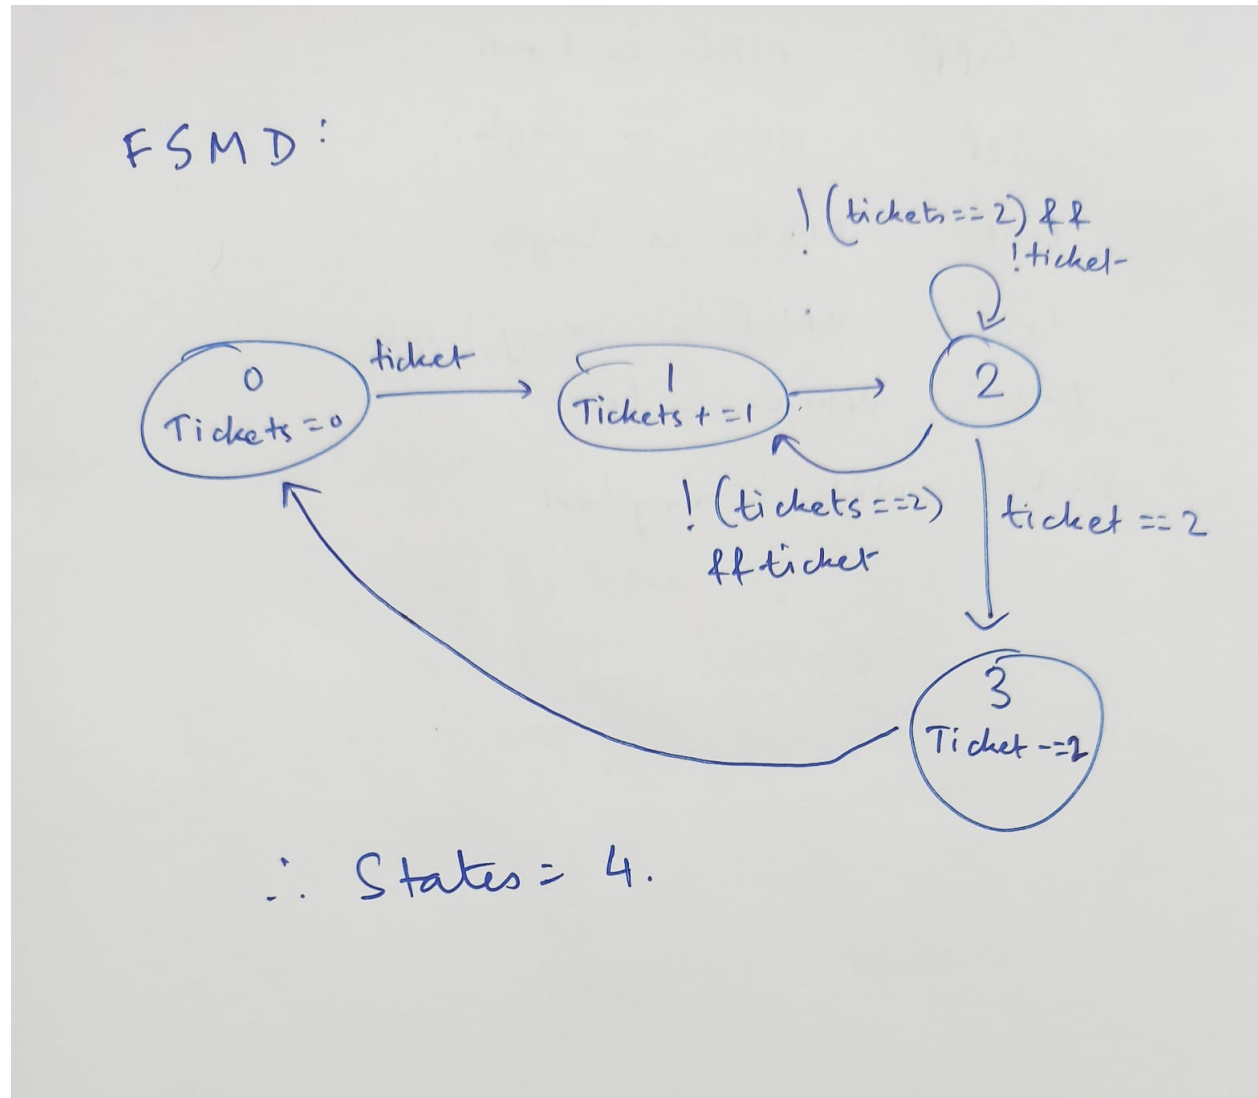 FSMD:
!(tickets==2) &&
!ticket
ticket
0
Tickets=0
1
Tickets+=1
2
!(tickets==2)
&& ticket
ticket==2
3
Ticket-=2
∴ States = 4.